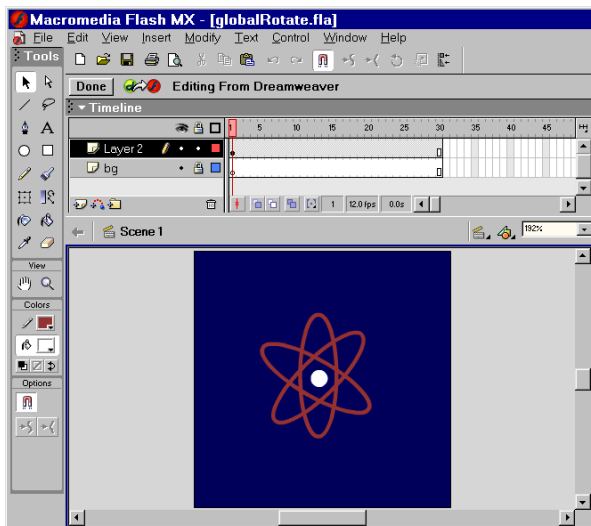 Macromedia Flash MX - [globalRotate.fla]
File Edit View Insert Modify Text Control Window Help
Tools
Done Editing From Dreamweaver
Timeline
1 5 10 15 20 25 30 35 40 45
Layer 2
bg
1 12.0 fps 0.0s
Scene 1 192%
View
Colors
Options